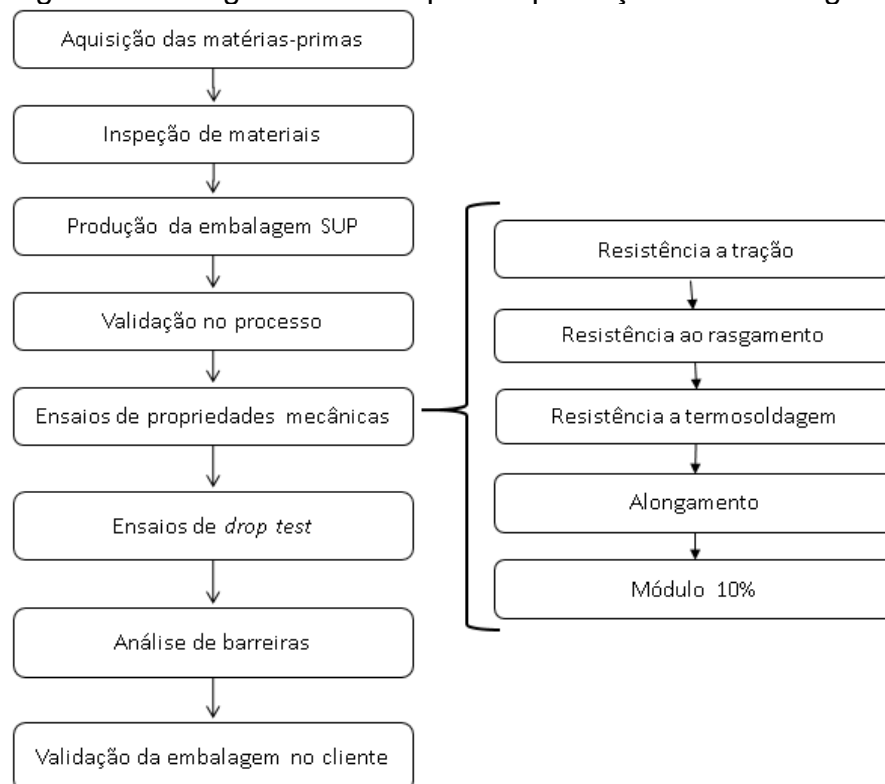 Aquisição das matérias-primas
Inspeção de materiais
Produção da embalagem SUP
Validação no processo
Ensaios de propriedades mecânicas
Ensaios de drop test
Análise de barreiras
Validação da embalagem no cliente
Resistência a tração
Resistência ao rasgamento
Resistência a termosoldagem
Alongamento
Módulo 10%